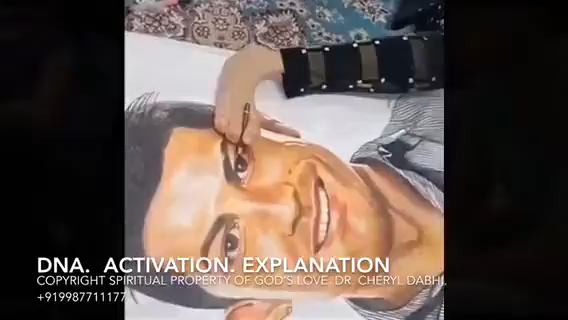 DNA.  ACTIVATION. EXPLANATION
COPYRIGHT SPIRITUAL PROPERTY OF GOD'S LOVE. DR. CHERYL DABHI.
+919987711177